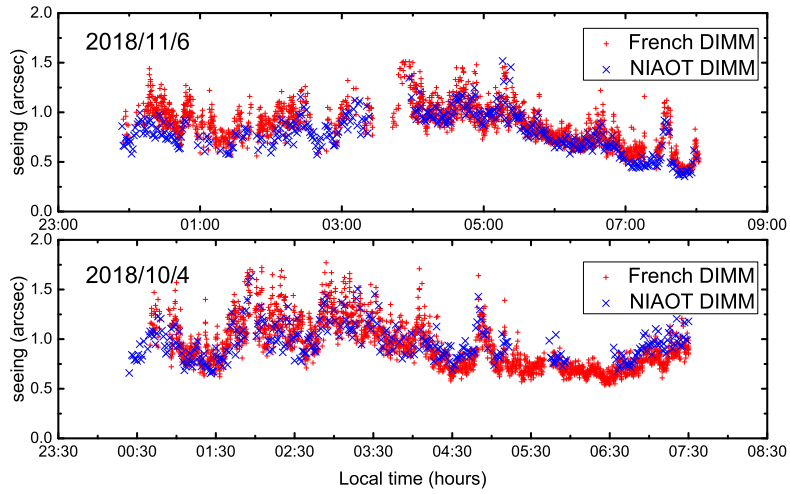 2018/11/6
French DIMM
NIAOT DIMM
seeing (arcsec)
2.0
1.5
1.0
0.5
0.0
23:00 01:00 03:00 05:00 07:00 09:00
2018/10/4
French DIMM
NIAOT DIMM
seeing (arcsec)
2.0
1.5
1.0
0.5
0.0
23:30 00:30 01:30 02:30 03:30 04:30 05:30 06:30 07:30 08:30
Local time (hours)